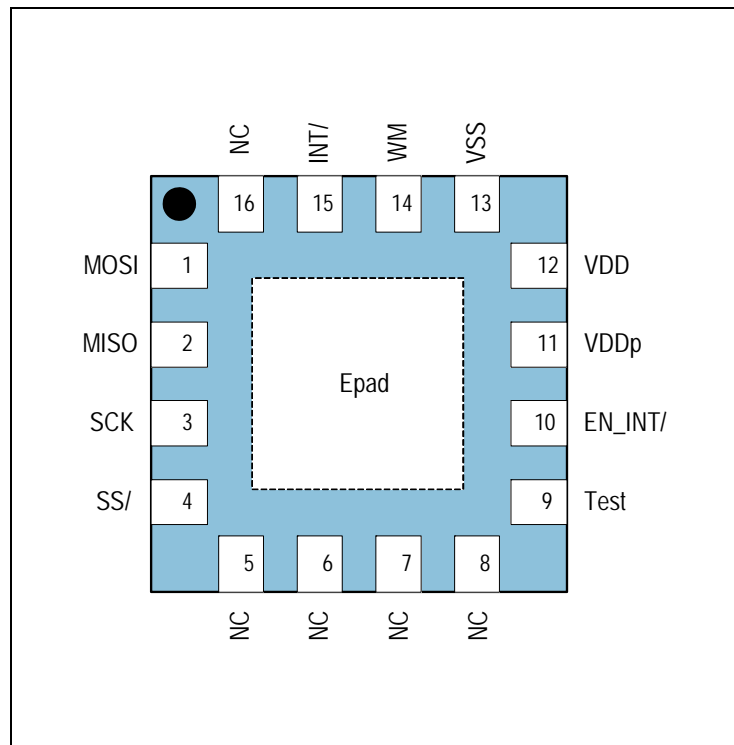 NC INT/ WM VSS
16 15 14 13
MOSI 1 12 VDD
MISO 2 11 VDDp
Epad
SCK 3 10 EN_INT/
SS/ 4 9 Test
5 6 7 8
NC NC NC NC